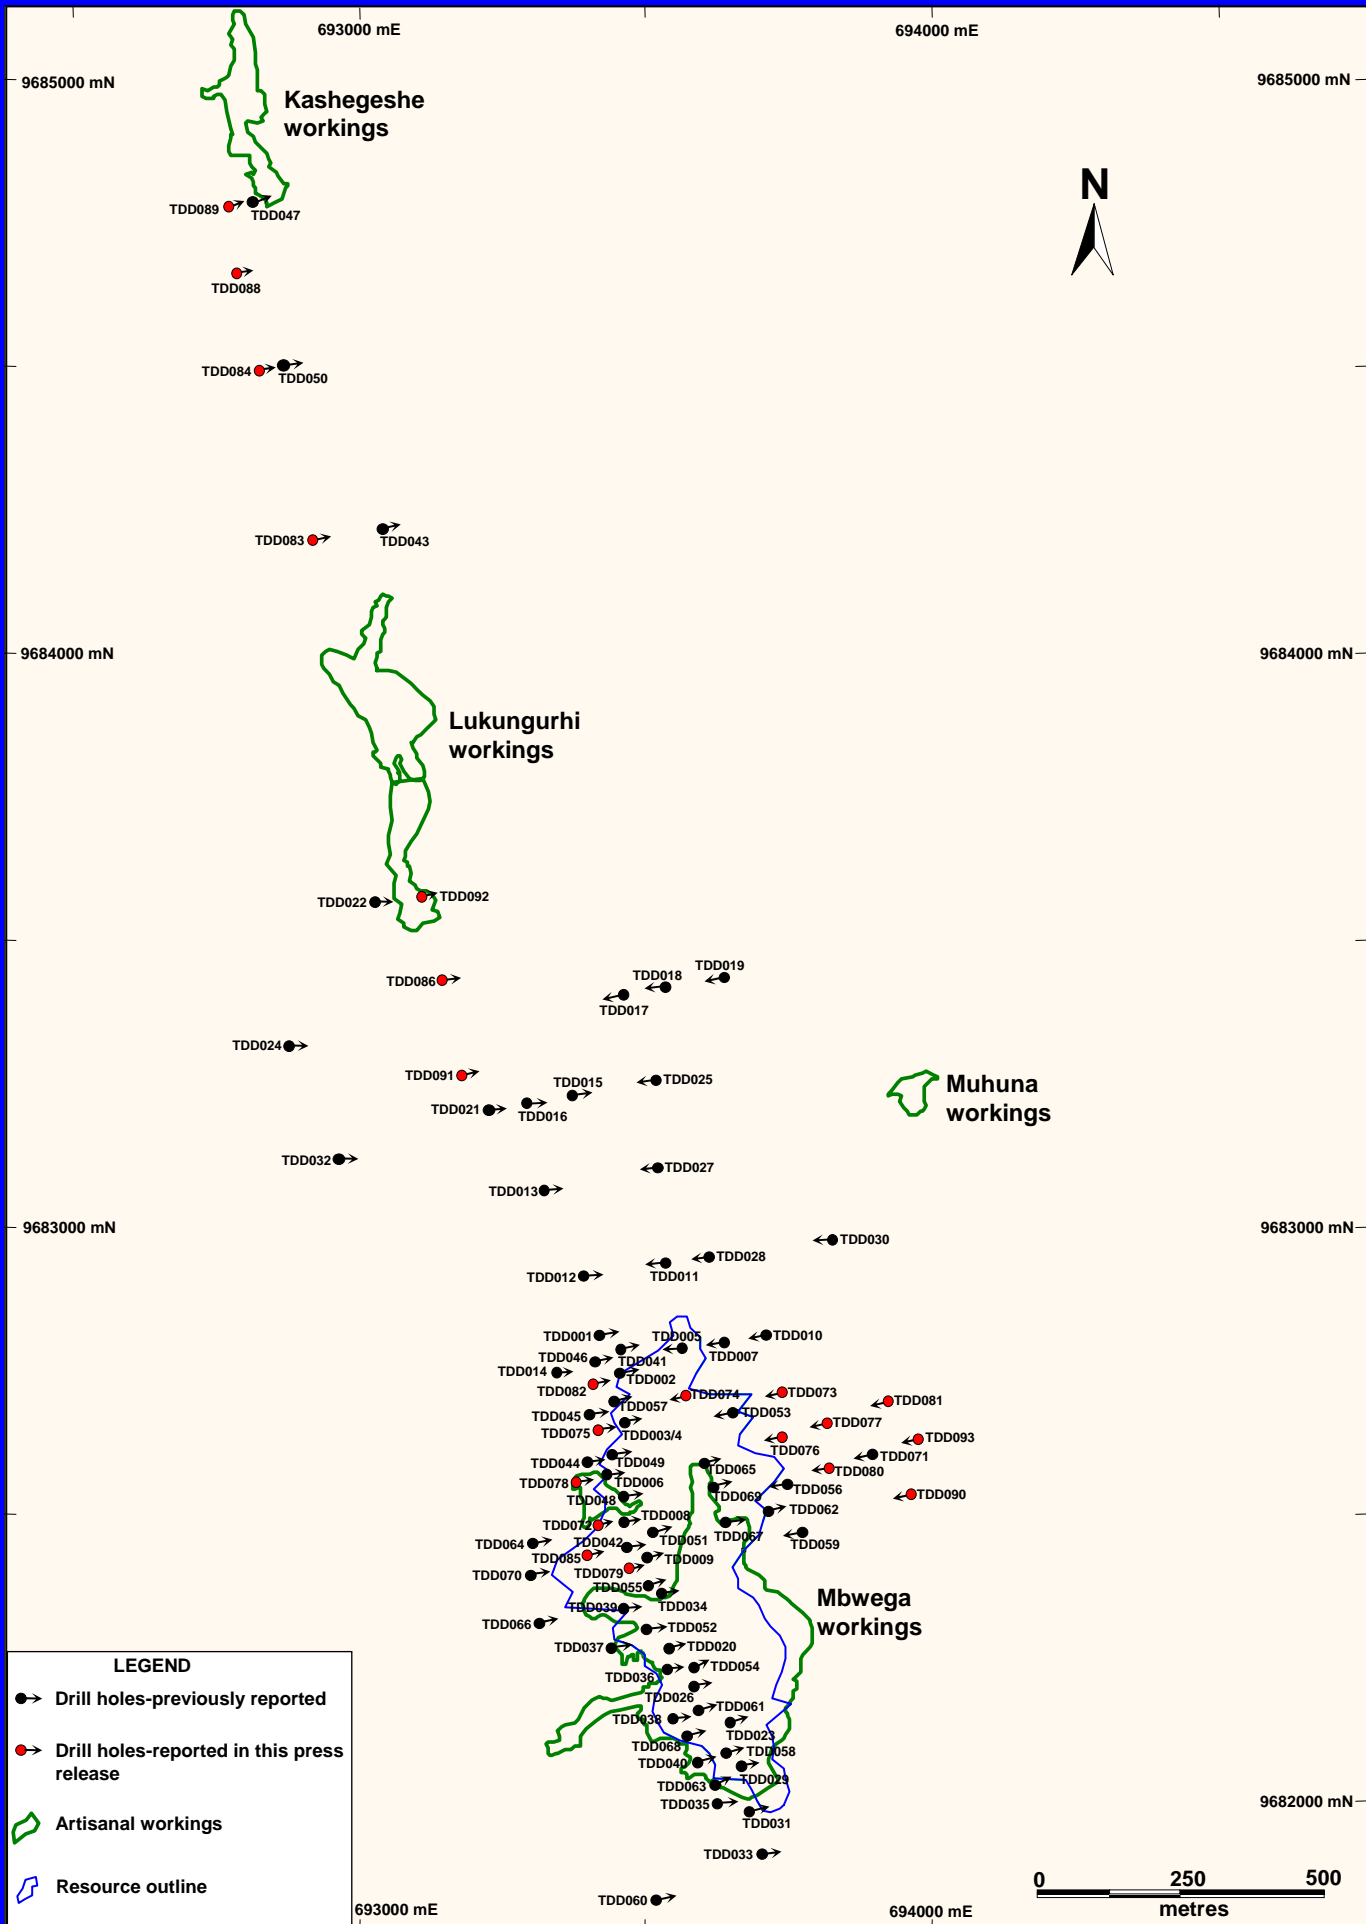 693000 mE
694000 mE
9685000 mN
9685000 mN
Kashegeshe
workings
N
TDD089
TDD047
TDD088
TDD084
TDD050
TDD083
TDD043
9684000 mN
9684000 mN
Lukungurhi
workings
TDD022
TDD092
TDD086
TDD018
TDD019
TDD017
TDD024
TDD091
TDD015
TDD025
TDD021
TDD016
Muhuna
workings
TDD032
TDD027
TDD013
9683000 mN
9683000 mN
TDD030
TDD028
TDD012
TDD011
TDD001
TDD005
TDD010
TDD007
TDD046
TDD041
TDD014
TDD002
TDD082
TDD074
TDD073
TDD081
TDD057
TDD053
TDD045
TDD077
TDD075
TDD003/4
TDD093
TDD076
TDD044
TDD049
TDD071
TDD065
TDD080
TDD078
TDD006
TDD056
TDD069
TDD090
TDD048
TDD062
TDD008
TDD072
TDD067
TDD064
TDD042
TDD051
TDD059
TDD085
TDD009
TDD070
TDD079
TDD055
Mbwega
workings
TDD039
TDD034
TDD066
TDD052
TDD037
TDD020
TDD036
TDD054
TDD026
TDD061
TDD038
TDD023
TDD068
TDD058
TDD040
TDD029
TDD063
TDD035
9682000 mN
TDD031
TDD033
TDD060
LEGEND
Drill holes-previously reported
Drill holes-reported in this press
release
Artisanal workings
Resource outline
693000 mE
694000 mE
0 250 500
metres